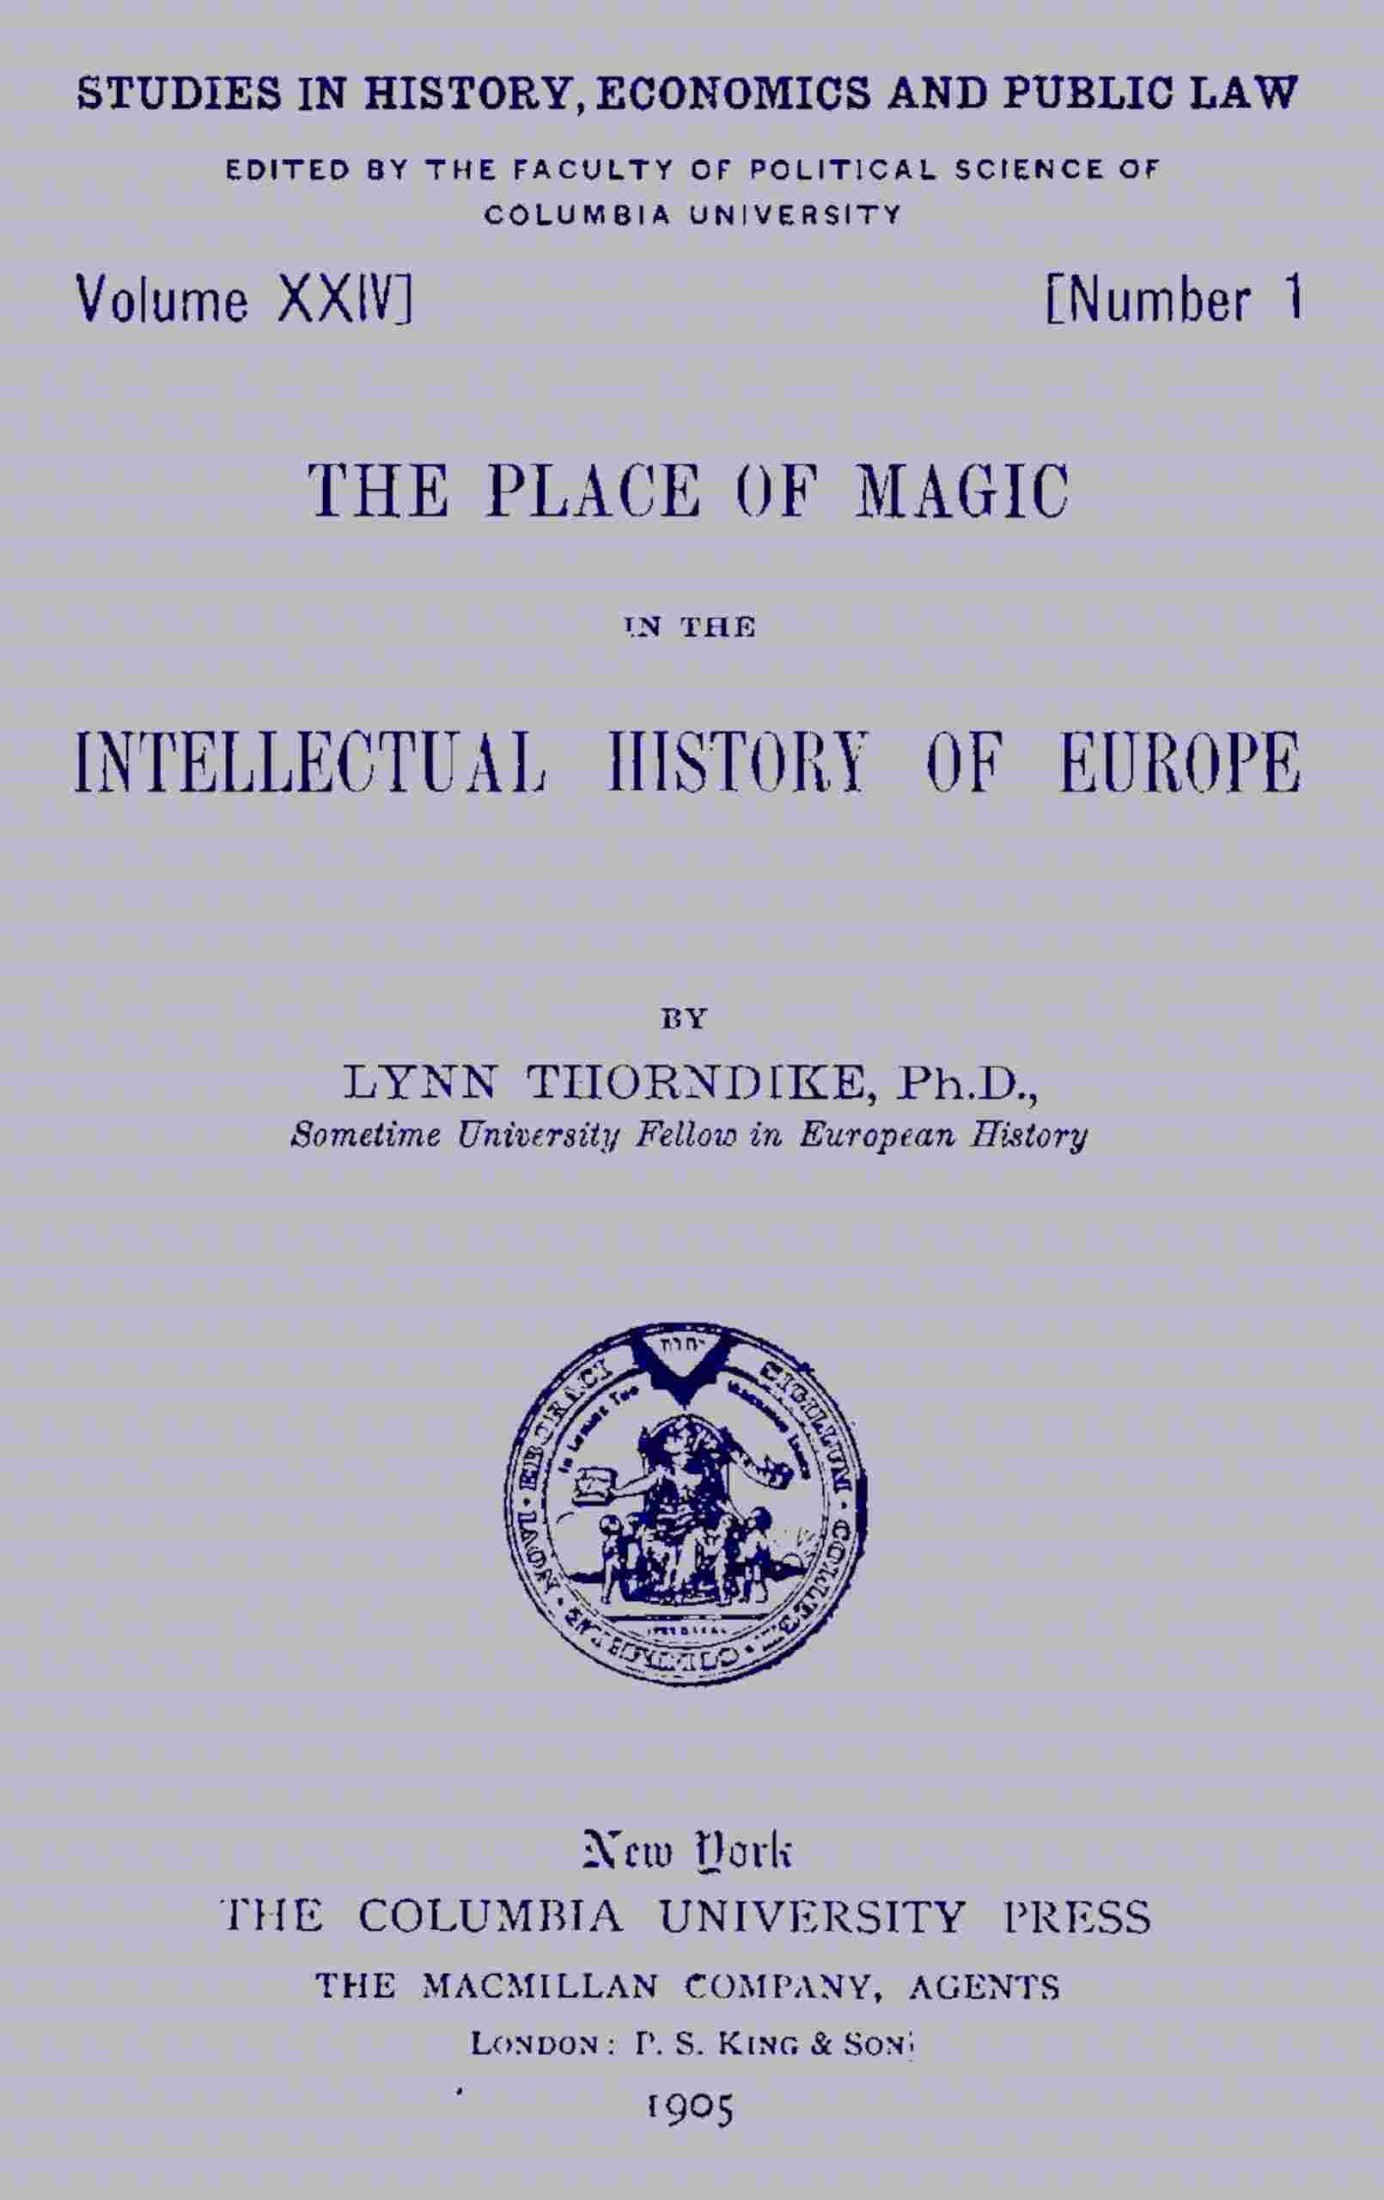 STUDIES IN HISTORY, ECONOMICS AND PUBLIC LAW
EDITED BY THE FACULTY OF POLITICAL SCIENCE OF
COLUMBIA UNIVERSITY
Volume XXIV] [Number 1
THE PLACE OF MAGIC
IN THE
INTELLECTUAL HISTORY OF EUROPE
BY
LYNN THORNDIKE, Ph.D.,
Sometime University Fellow in European History
SIGILLUM
EBORACI
New York
THE COLUMBIA UNIVERSITY PRESS
THE MACMILLAN COMPANY, AGENTS
LONDON: P. S. KING & SON
1905